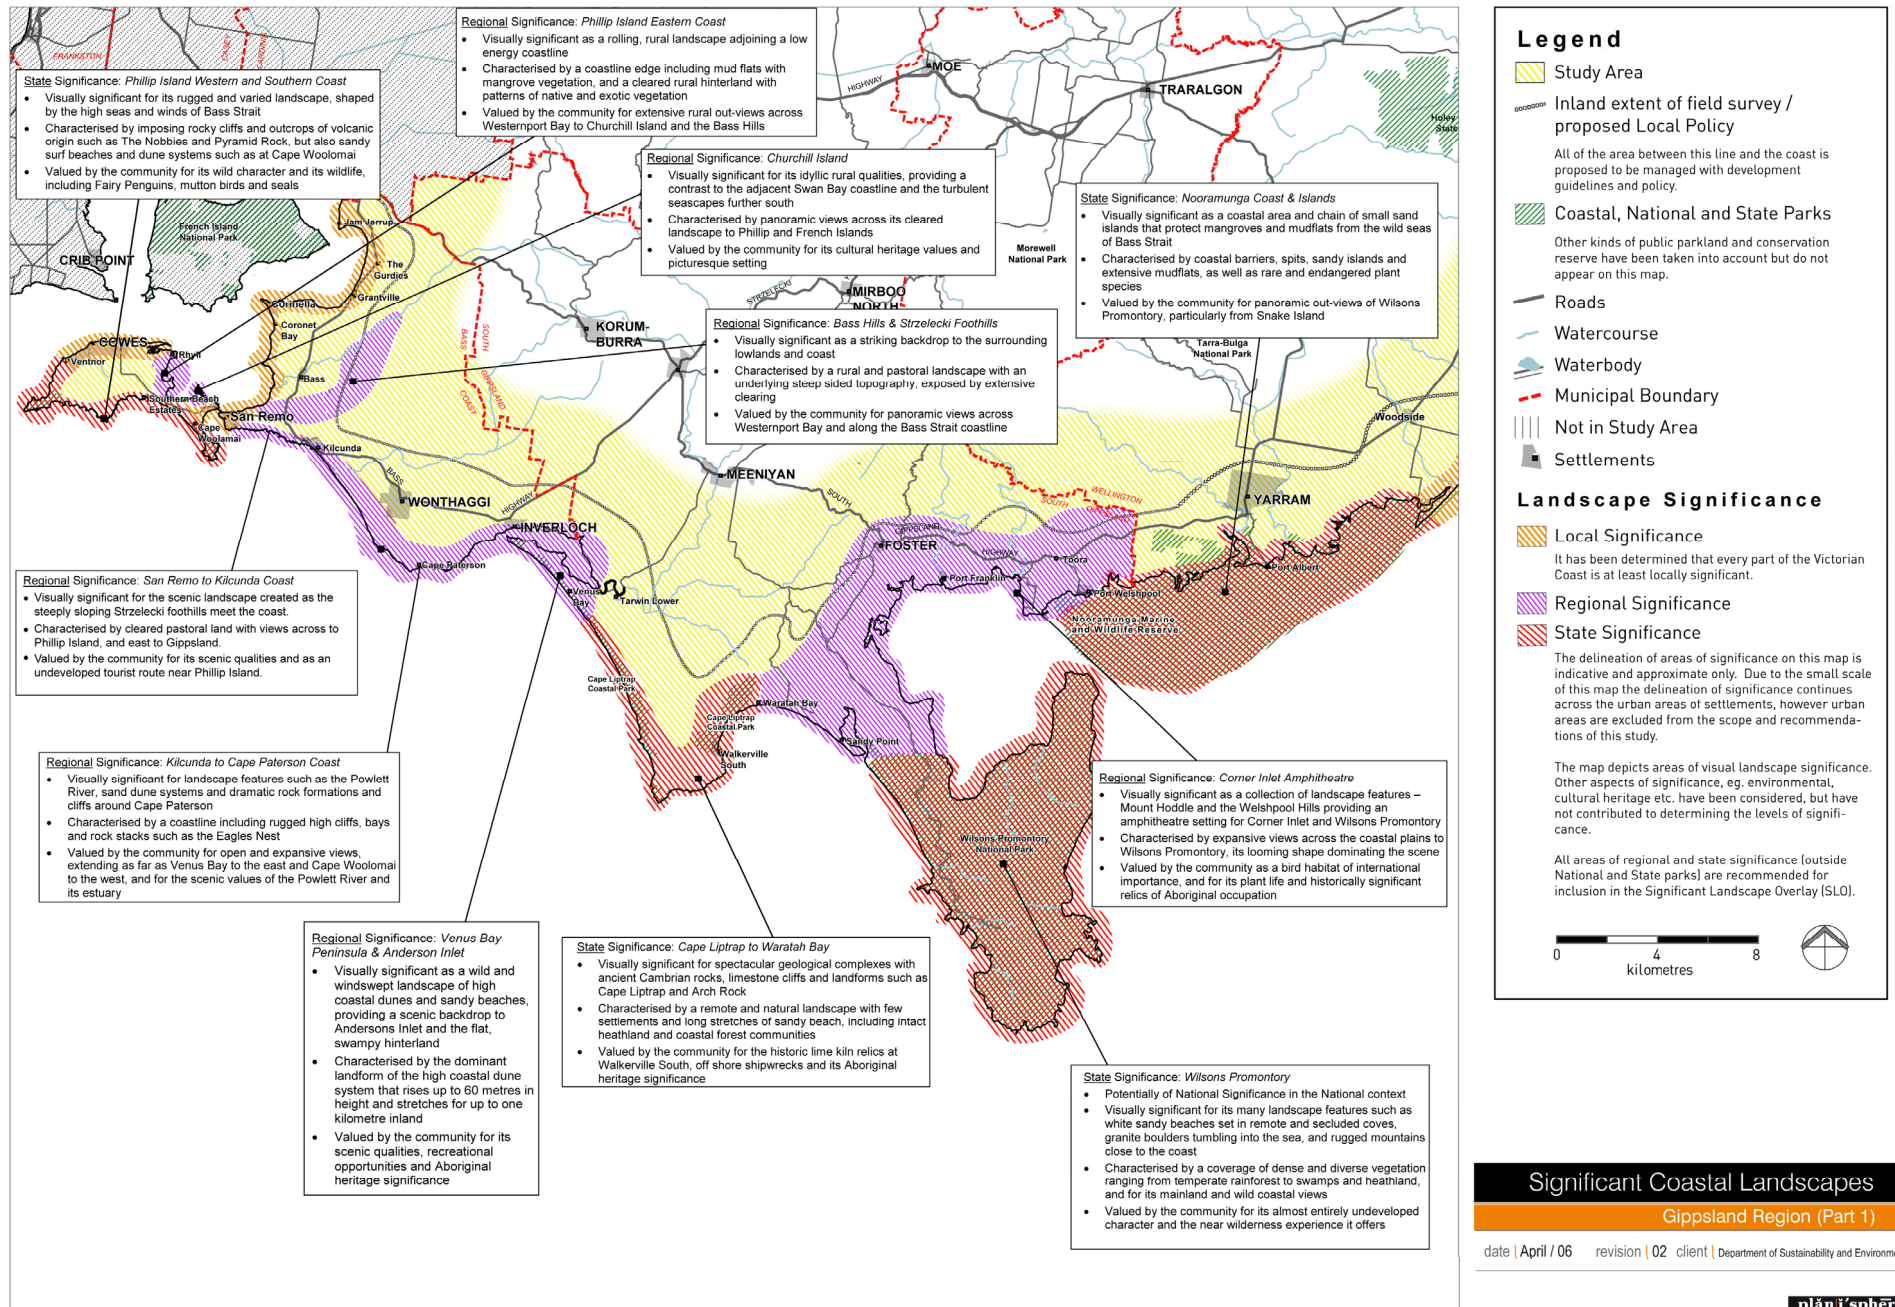 Regional Significance: Phillip Island Eastern Coast
• Visually significant as a rolling, rural landscape adjoining a low
energy coastline
• Characterised by a coastline edge including mud flats with
mangrove vegetation, and a cleared rural hinterland with
patterns of native and exotic vegetation
• Valued by the community for extensive rural out-views across
Westernport Bay to Churchill Island and the Bass Hills
State Significance: Phillip Island Western and Southern Coast
• Visually significant for its rugged and varied landscape, shaped
by the high seas and winds of Bass Strait
• Characterised by imposing rocky cliffs and outcrops of volcanic
origin such as The Nobbies and Pyramid Rock, but also sandy
surf beaches and dune systems such as at Cape Woolomai
• Valued by the community for its wild character and its wildlife,
including Fairy Penguins, mutton birds and seals
Regional Significance: Churchill Island
• Visually significant for its idyllic rural qualities, providing a
contrast to the adjacent Swan Bay coastline and the turbulent
seascapes further south
• Characterised by panoramic views across its cleared
landscape to Phillip and French Islands
• Valued by the community for its cultural heritage values and
picturesque setting
State Significance: Nooramunga Coast & Islands
• Visually significant as a coastal area and chain of small sand
islands that protect mangroves and mudflats from the wild seas
of Bass Strait
• Characterised by coastal barriers, spits, sandy islands and
extensive mudflats, as well as rare and endangered plant
species
• Valued by the community for panoramic out-views of Wilsons
Promontory, particularly from Snake Island
Regional Significance: Bass Hills & Strzelecki Foothills
• Visually significant as a striking backdrop to the surrounding
lowlands and coast
• Characterised by a rural and pastoral landscape with an
underlying steep sided topography, exposed by extensive
clearing
• Valued by the community for panoramic views across
Westernport Bay and along the Bass Strait coastline
Regional Significance: San Remo to Kilcunda Coast
• Visually significant for the scenic landscape created as the
steeply sloping Strzelecki foothills meet the coast.
• Characterised by cleared pastoral land with views across to
Phillip Island, and east to Gippsland.
• Valued by the community for its scenic qualities and as an
undeveloped tourist route near Phillip Island.
Regional Significance: Kilcunda to Cape Paterson Coast
• Visually significant for landscape features such as the Powlett
River, sand dune systems and dramatic rock formations and
cliffs around Cape Paterson
• Characterised by a coastline including rugged high cliffs, bays
and rock stacks such as the Eagles Nest
• Valued by the community for open and expansive views,
extending as far as Venus Bay to the east and Cape Woolomai
to the west, and for the scenic values of the Powlett River and
its estuary
Regional Significance: Venus Bay
Peninsula & Anderson Inlet
• Visually significant as a wild and
windswept landscape of high
coastal dunes and sandy beaches,
providing a scenic backdrop to
Andersons Inlet and the flat,
swampy hinterland
• Characterised by the dominant
landform of the high coastal dune
system that rises up to 60 metres in
height and stretches for up to one
kilometre inland
• Valued by the community for its
scenic qualities, recreational
opportunities and Aboriginal
heritage significance
State Significance: Cape Liptrap to Waratah Bay
• Visually significant for spectacular geological complexes with
ancient Cambrian rocks, limestone cliffs and landforms such as
Cape Liptrap and Arch Rock
• Characterised by a remote and natural landscape with few
settlements and long stretches of sandy beach, including intact
heathland and coastal forest communities
• Valued by the community for the historic lime kiln relics at
Walkerville South, off shore shipwrecks and its Aboriginal
heritage significance
Regional Significance: Corner Inlet Amphitheatre
• Visually significant as a collection of landscape features –
Mount Hoddle and the Welshpool Hills providing an
amphitheatre setting for Corner Inlet and Wilsons Promontory
• Characterised by expansive views across the coastal plains to
Wilsons Promontory, its looming shape dominating the scene
• Valued by the community as a bird habitat of international
importance, and for its plant life and historically significant
relics of Aboriginal occupation
State Significance: Wilsons Promontory
• Potentially of National Significance in the National context
• Visually significant for its many landscape features such as
white sandy beaches set in remote and secluded coves,
granite boulders tumbling into the sea, and rugged mountains
close to the coast
• Characterised by a coverage of dense and diverse vegetation
ranging from temperate rainforest to swamps and heathland,
and for its mainland and wild coastal views
• Valued by the community for its almost entirely undeveloped
character and the near wilderness experience it offers
FRANKSTON
CASEY
CARDINIA
MOE
HIGHWAY
TRARALGON
Holey
State
Jam Jerrup
French Island
National Park
CRIB POINT
The
Gurdies
Grantville
Corinella
Coronet
Bay
Morewell
National Park
STRZELECKI
MIRBOO
NORTH
KORUM-
BURRA
BASS
COAST
SOUTH
GIPPSLAND
Tarra-Bulga
National Park
COWES
Ventnor
Rhyll
Bass
Southern Beach
Estates
San Remo
Cape
Woolamai
Kilcunda
Woodside
BASS
HIGHWAY
WONTHAGGI
MEENIYAN
SOUTH
GIPPSLAND
HIGHWAY
WELLINGTON
SOUTH
YARRAM
INVERLOCH
FOSTER
Toora
Cape Paterson
Port Franklin
Port Albert
Venus
Bay
Tarwin Lower
Port Welshpool
Nooramunga Marine
and Wildlife Reserve
Cape Liptrap
Coastal Park
Waratah Bay
Cape Liptrap
Coastal Park
Sandy Point
Walkerville
South
Wilsons Promontory
National Park
Legend
Study Area
Inland extent of field survey /
proposed Local Policy
All of the area between this line and the coast is
proposed to be managed with development
guidelines and policy.
Coastal, National and State Parks
Other kinds of public parkland and conservation
reserve have been taken into account but do not
appear on this map.
Roads
Watercourse
Waterbody
Municipal Boundary
Not in Study Area
Settlements
Landscape Significance
Local Significance
It has been determined that every part of the Victorian
Coast is at least locally significant.
Regional Significance
State Significance
The delineation of areas of significance on this map is
indicative and approximate only. Due to the small scale
of this map the delineation of significance continues
across the urban areas of settlements, however urban
areas are excluded from the scope and recommenda-
tions of this study.
The map depicts areas of visual landscape significance.
Other aspects of significance, eg. environmental,
cultural heritage etc. have been considered, but have
not contributed to determining the levels of signifi-
cance.
All areas of regional and state significance (outside
National and State parks) are recommended for
inclusion in the Significant Landscape Overlay (SLO).
0 4 8
kilometres
Significant Coastal Landscapes
Gippsland Region (Part 1)
date | April / 06 revision | 02 client | Department of Sustainability and Environme